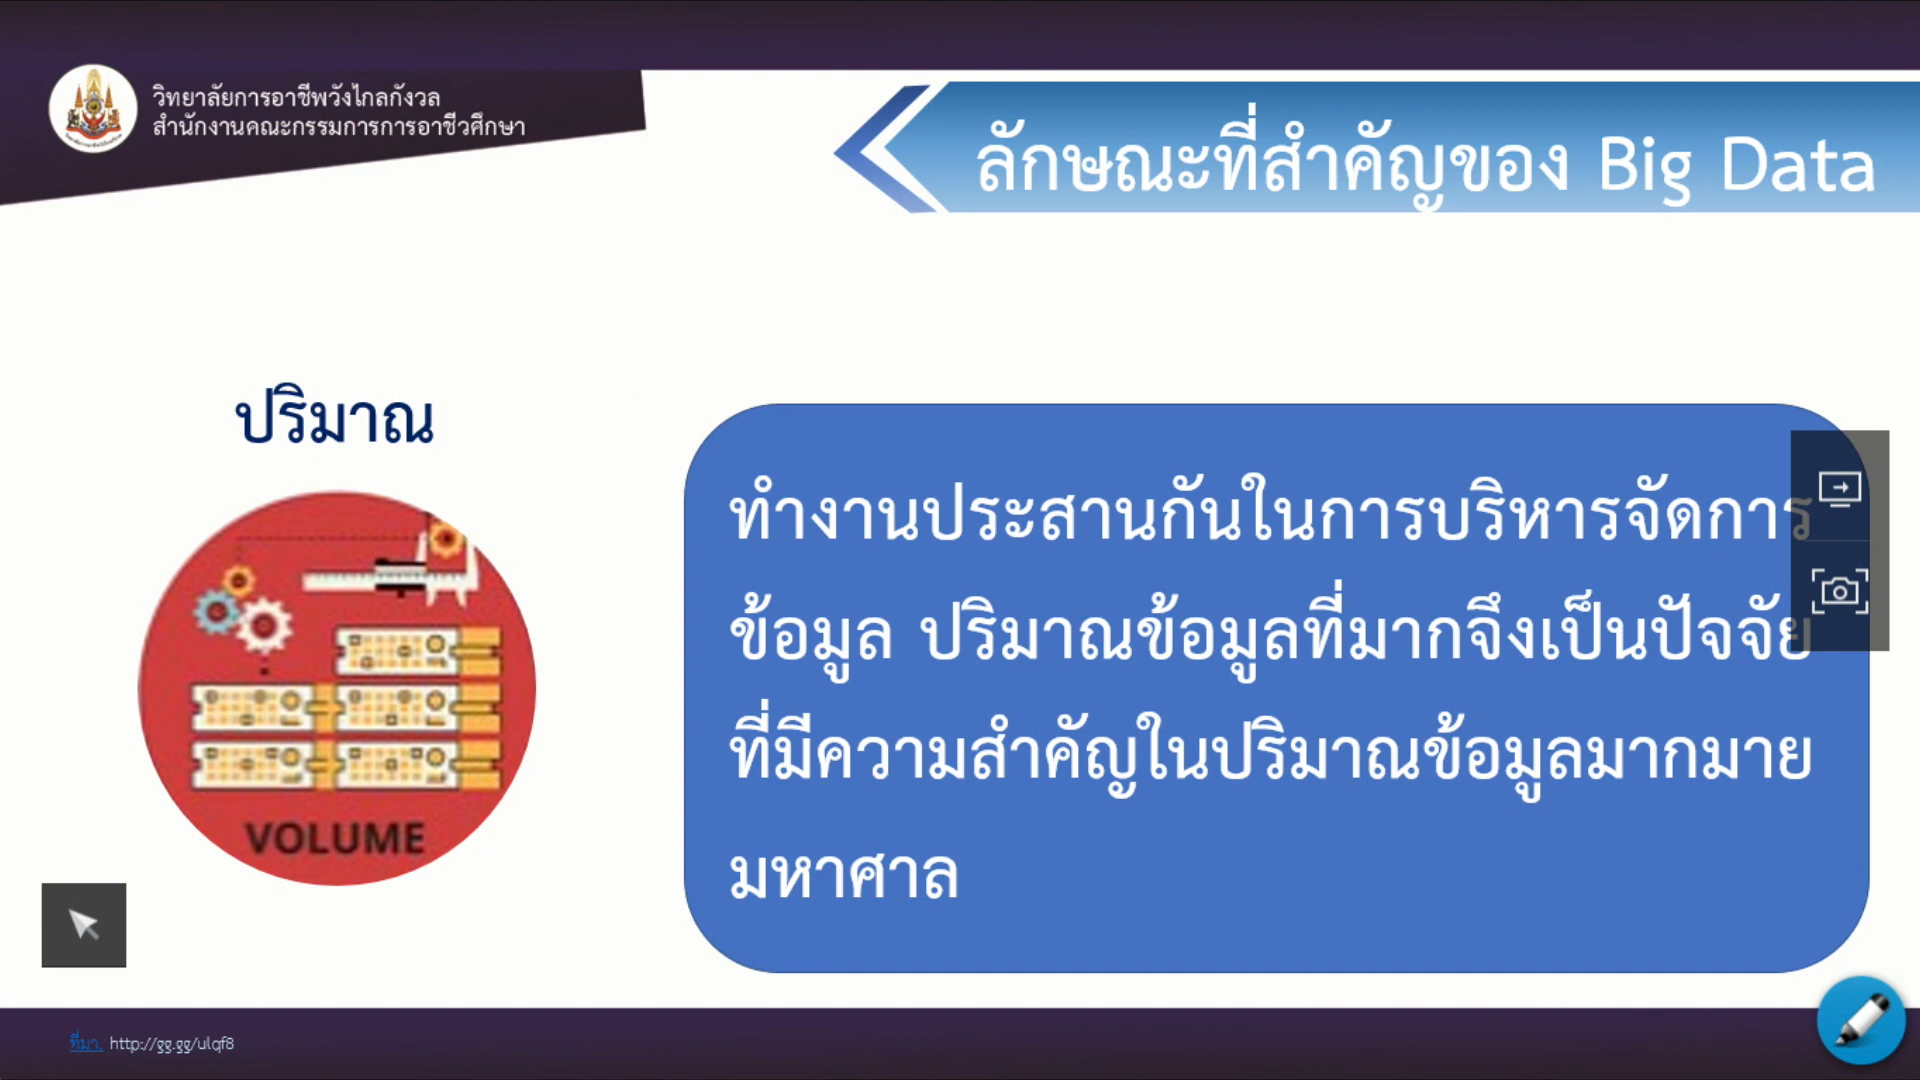 วิทยาลัยการอาชีพวังไกลกังวล
สำนักงานคณะกรรมการการอาชีวศึกษา
ลักษณะที่สำคัญของ Big Data
ปริมาณ
VOLUME
ทำงานประสานกันในการบริหารจัดการ
ข้อมูล ปริมาณข้อมูลที่มากจึงเป็นปัจจัย
ที่มีความสำคัญในปริมาณข้อมูลมากมาย
มหาศาล
ที่มา. http://gg.gg/ulqf8